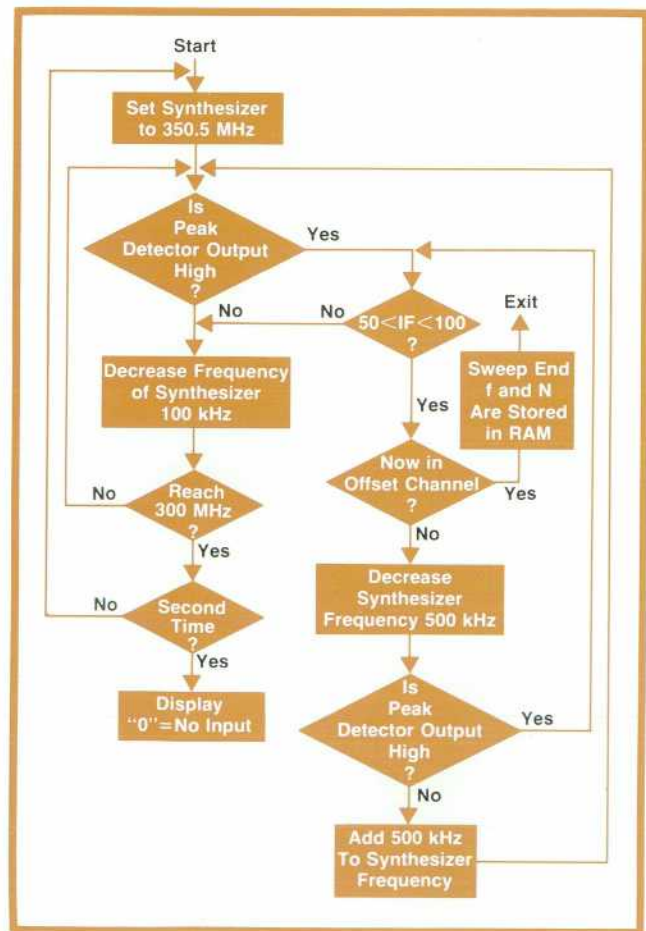 Start
Set Synthesizer
to 350.5 MHz
Is
Peak
Detector Output
High
?
Yes
No
No
50<IF<100
?
Exit
Decrease Frequency
of Synthesizer
100 kHz
Yes
Sweep End
f and N
Are Stored
in RAM
Now in
Offset Channel
?
Yes
No
Reach
300 MHz
?
No
Yes
Decrease
Synthesizer
Frequency 500 kHz
No
Second
Time
?
Yes
Display
"0"=No Input
Is
Peak
Detector Output
High
?
Yes
No
Add 500 kHz
To Synthesizer
Frequency